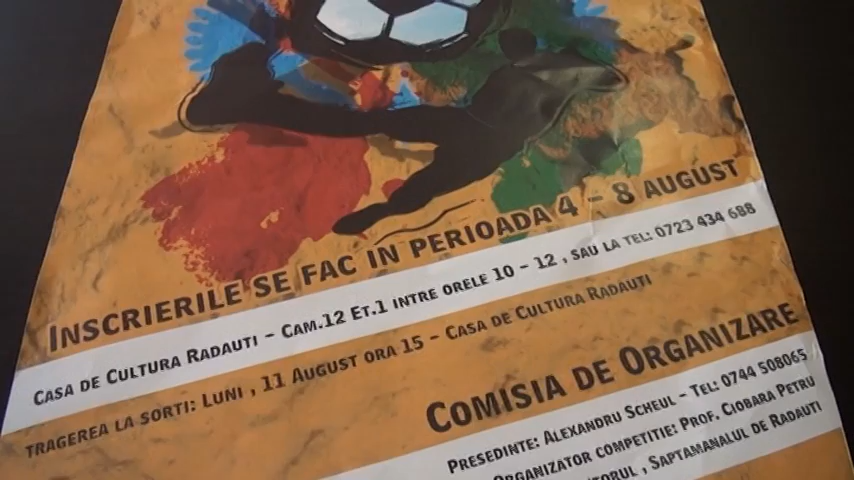 INSCRIERILE SE FAC IN PERIOADA 4 - 8 AUGUST
CASA DE CULTURA RADAUTI - CAM.12 ET.1 INTRE ORELE 10 - 12 , SAU LA TEL: 0723 434 688
TRAGEREA LA SORTI: LUNI , 11 AUGUST ORA 15 - CASA DE CULTURA RADAUTI
COMISIA DE ORGANIZARE
PRESEDINTE: ALEXANDRU SCHEUL - TEL: 0744 508065
ORGANIZATOR COMPETITIE: PROF. CIOBARA PETRU
, SAPTAMANALUL DE RADAUTI